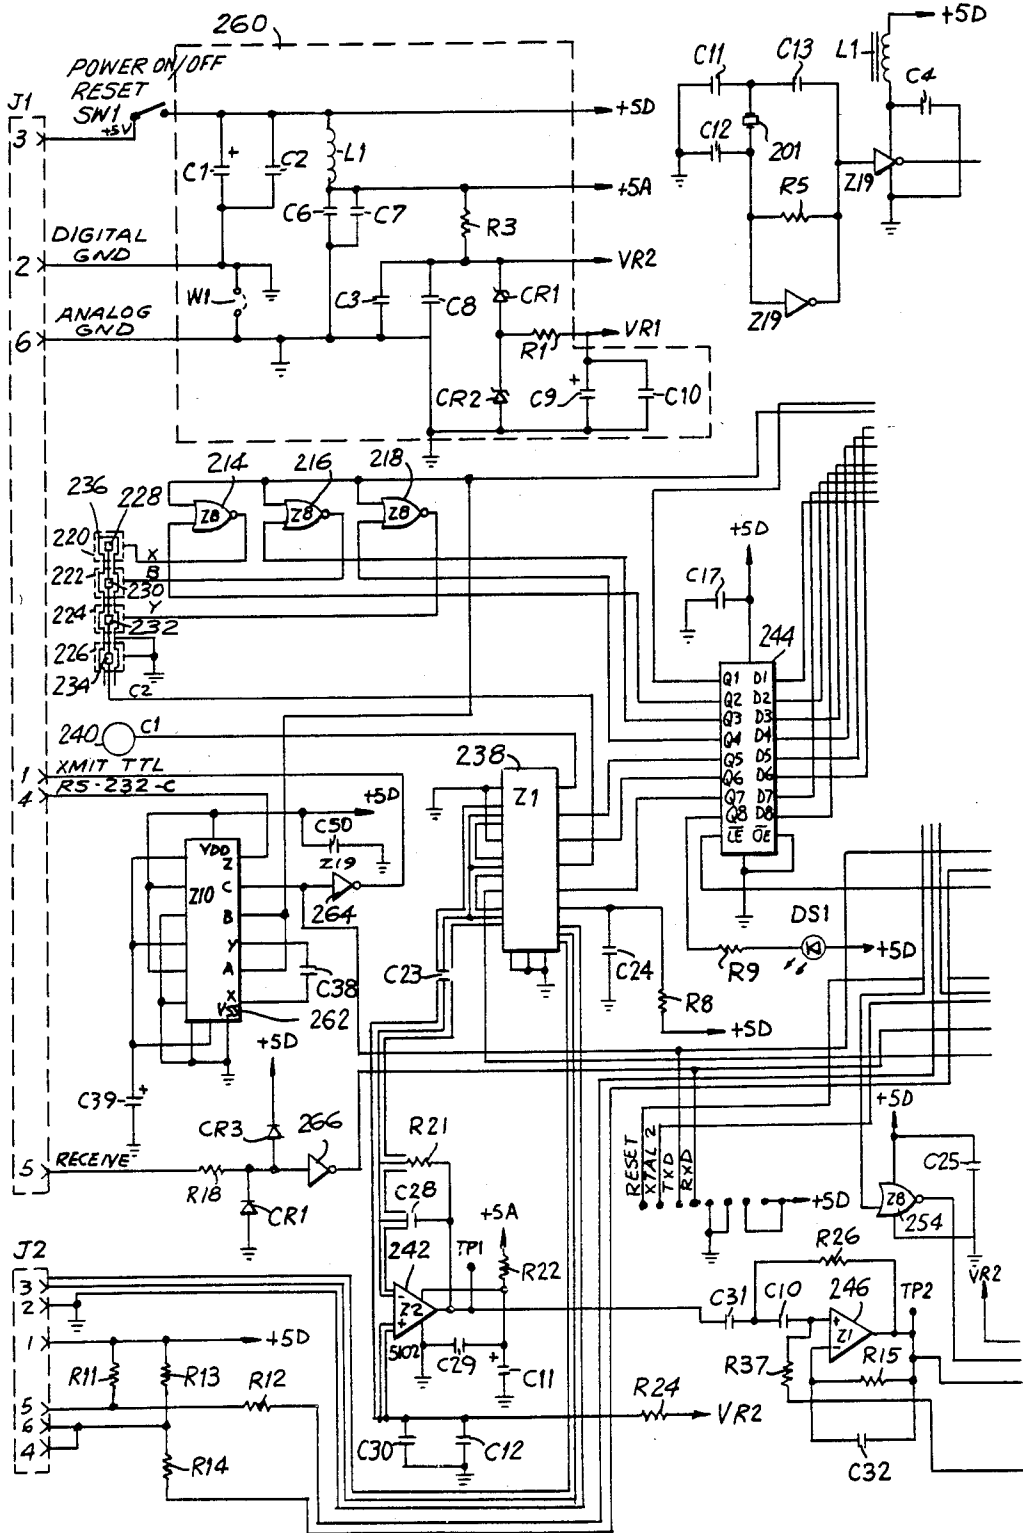 260
POWER ON/OFF
RESET
SW1
+5V
J1
3
C1
+
C2
L1
+5D
C6
C7
+5A
R3
DIGITAL
GND
2
W1
C3
C8
CR1
VR2
ANALOG
GND
6
R1
VR1
CR2
+
C9
C10
C11
C13
L1
+5D
C4
C12
201
R5
Z19
Z19
214
216
218
236
228
Z8
Z8
Z8
220
X
222
B
230
224
Y
232
226
234
C2
+5D
C17
244
Q1 D1
Q2 D2
Q3 D3
Q4 D4
Q5 D5
Q6 D6
Q7 D7
Q8 D8
LE OE
240
C1
1
XMIT TTL
4
RS-232-C
238
Z1
+5D
C50
VDD
Z
Z19
Z10
C
264
B
Y
A
C38
X
262
C23
C24
R8
+5D
DS1
R9
+5D
+5D
C39
+
CR3
266
5
RECEIVE
R18
CR1
R21
C28
RESET
XTAL 2
TXD
RXD
+5D
+5D
C25
Z8
254
J2
3
2
1
+5D
R11
R13
R12
5
6
4
R14
242
TP1
+5A
R22
-
Z2
+
5102
C29
+
C11
C30
C12
R24
VR2
R26
C31
C10
246
TP2
VR2
+
Z1
-
R37
R15
C32